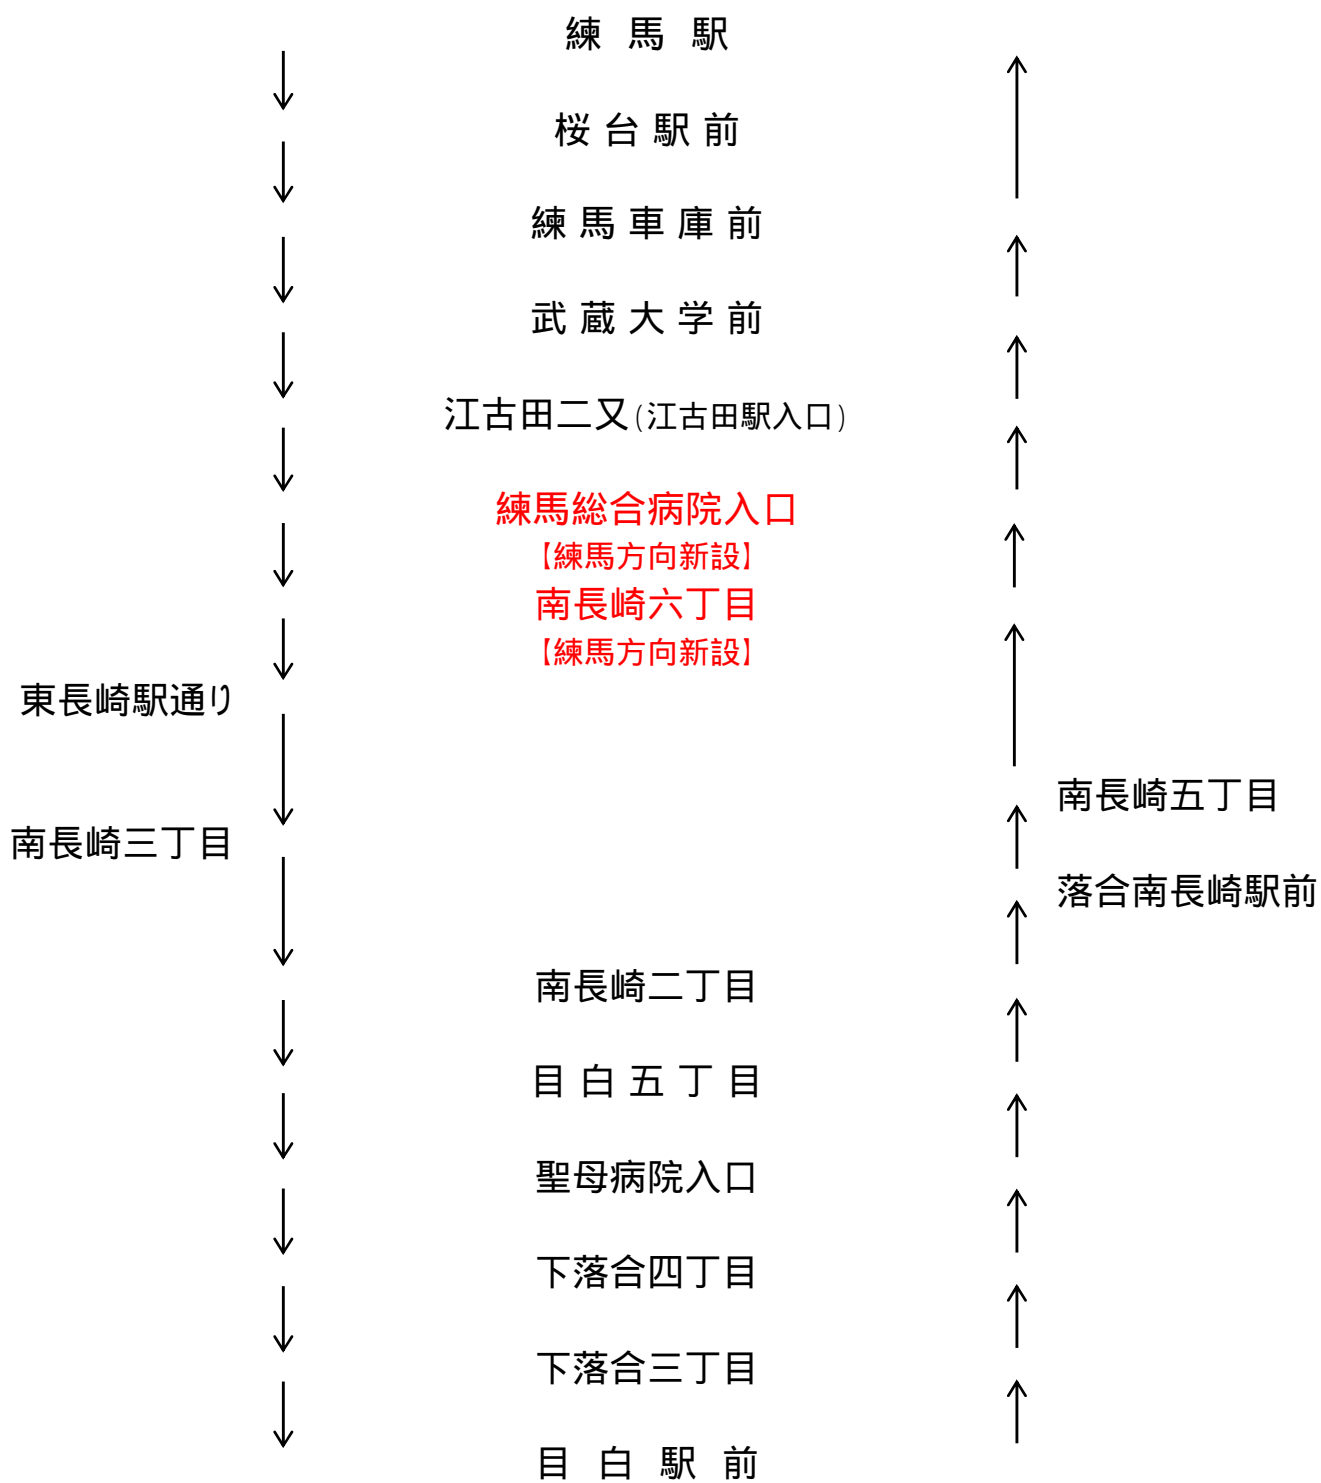 練馬駅
桜台駅前
練馬車庫前
武蔵大学前
江古田二又(江古田駅入口)
練馬総合病院入口
【練馬方向新設】
南長崎六丁目
【練馬方向新設】
東長崎駅通り
南長崎五丁目
南長崎三丁目
落合南長崎駅前
南長崎二丁目
目白五丁目
聖母病院入口
下落合四丁目
下落合三丁目
目白駅前